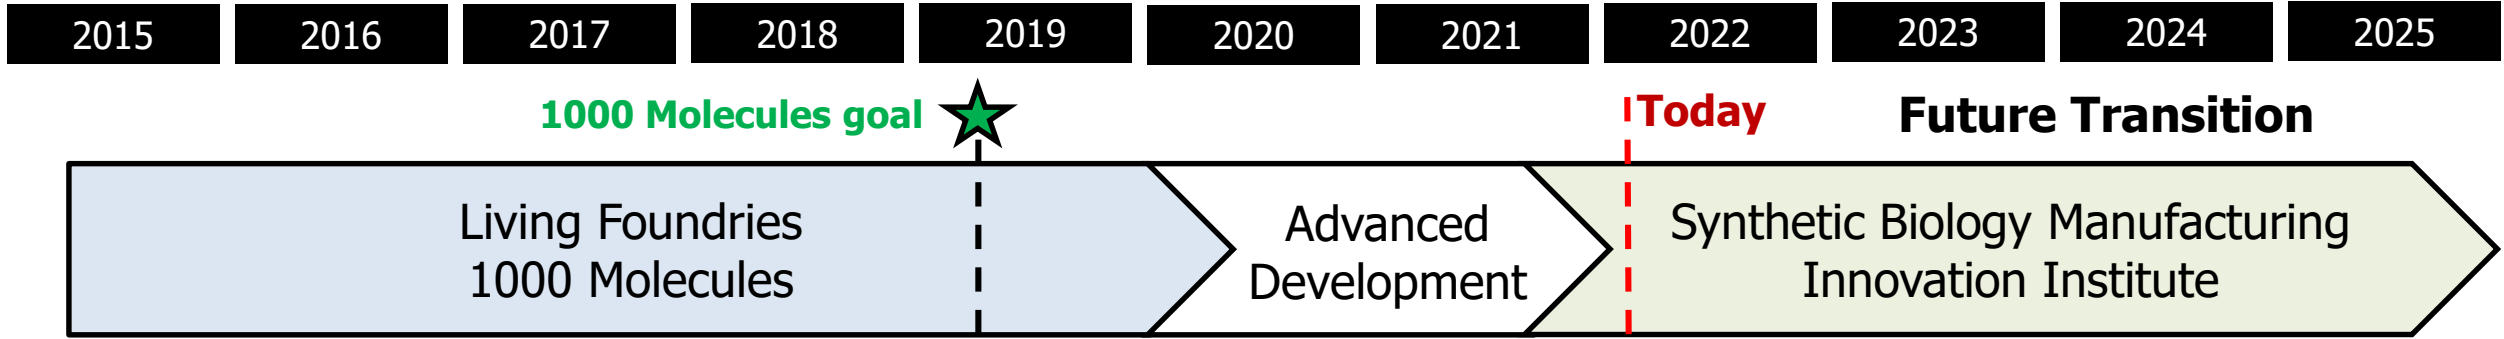 2015 2016 2017 2018 2019 2020 2021 2022 2023 2024 2025
1000 Molecules goal
Today
Future Transition
Living Foundries
1000 Molecules
Advanced
Development
Synthetic Biology Manufacturing
Innovation Institute